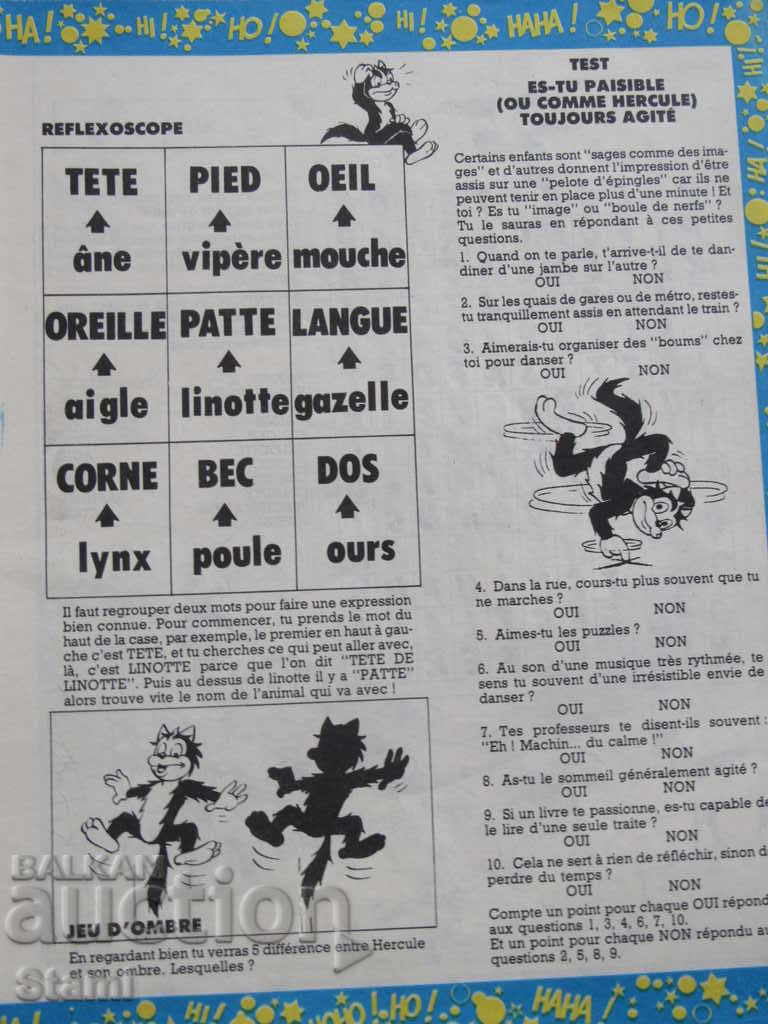 HA!
HI!
HAHA!
HO!
HI!
HAHA!
HO!
REFLEXOSCOPE
TETE
PIED
OEIL
âne
vipère
mouche
OREILLE
PATTE
LANGUE
aigle
linotte
gazelle
CORNE
BEC
DOS
lynx
poule
ours
Il faut regrouper deux mots pour faire une expression
bien connue. Pour commencer, tu prends le mot du
haut de la case, par exemple, le premier en haut à gau-
che c'est TETE, et tu cherches ce qui peut aller avec,
là, c'est LINOTTE parce que l'on dit "TETE DE
LINOTTE". Puis au dessus de linotte il y a "PATTE"
alors trouve vite le nom de l'animal qui va avec !
JEU D'OMBRE
En regardant bien tu verras 5 différence entre Hercule
et son ombre. Lesquelles ?
TEST
ES-TU PAISIBLE
(OU COMME HERCULE)
TOUJOURS AGITÉ
Certains enfants sont "sages comme des ima-
ges" et d'autres donnent l'impression d'être
assis sur une "pelote d'épingles" car ils ne
peuvent tenir en place plus d'une minute ! Et
toi ? Es tu "image" ou "boule de nerfs" ?
Tu le sauras en répondant à ces petites
questions.
1. Quand on te parle, t'arrive-t-il de te dan-
diner d'une jambe sur l'autre ?
OUI NON
2. Sur les quais de gares ou de métro, restes-
tu tranquillement assis en attendant le train ?
OUI NON
3. Aimerais-tu organiser des "boums" chez
toi pour danser ?
OUI NON
4. Dans la rue, cours-tu plus souvent que tu
ne marches ?
OUI NON
5. Aimes-tu les puzzles ?
OUI NON
6. Au son d'une musique très rythmée, te
sens tu souvent d'une irrésistible envie de
danser ?
OUI NON
7. Tes professeurs te disent-ils souvent :
"Eh ! Machin... du calme !"
OUI NON
8. As-tu le sommeil généralement agité ?
OUI NON
9. Si un livre te passionne, es-tu capable de
le lire d'une seule traite ?
OUI NON
10. Cela ne sert à rien de réfléchir, sinon
perdre du temps ?
OUI NON
Compte un point pour chaque OUI répond
aux questions 1, 3, 4, 6, 7, 10.
Et un point pour chaque NON répondu au
questions 2, 5, 8, 9.
BALKAN
auction
Stami
HI!
HO!
HAHA!
HO!